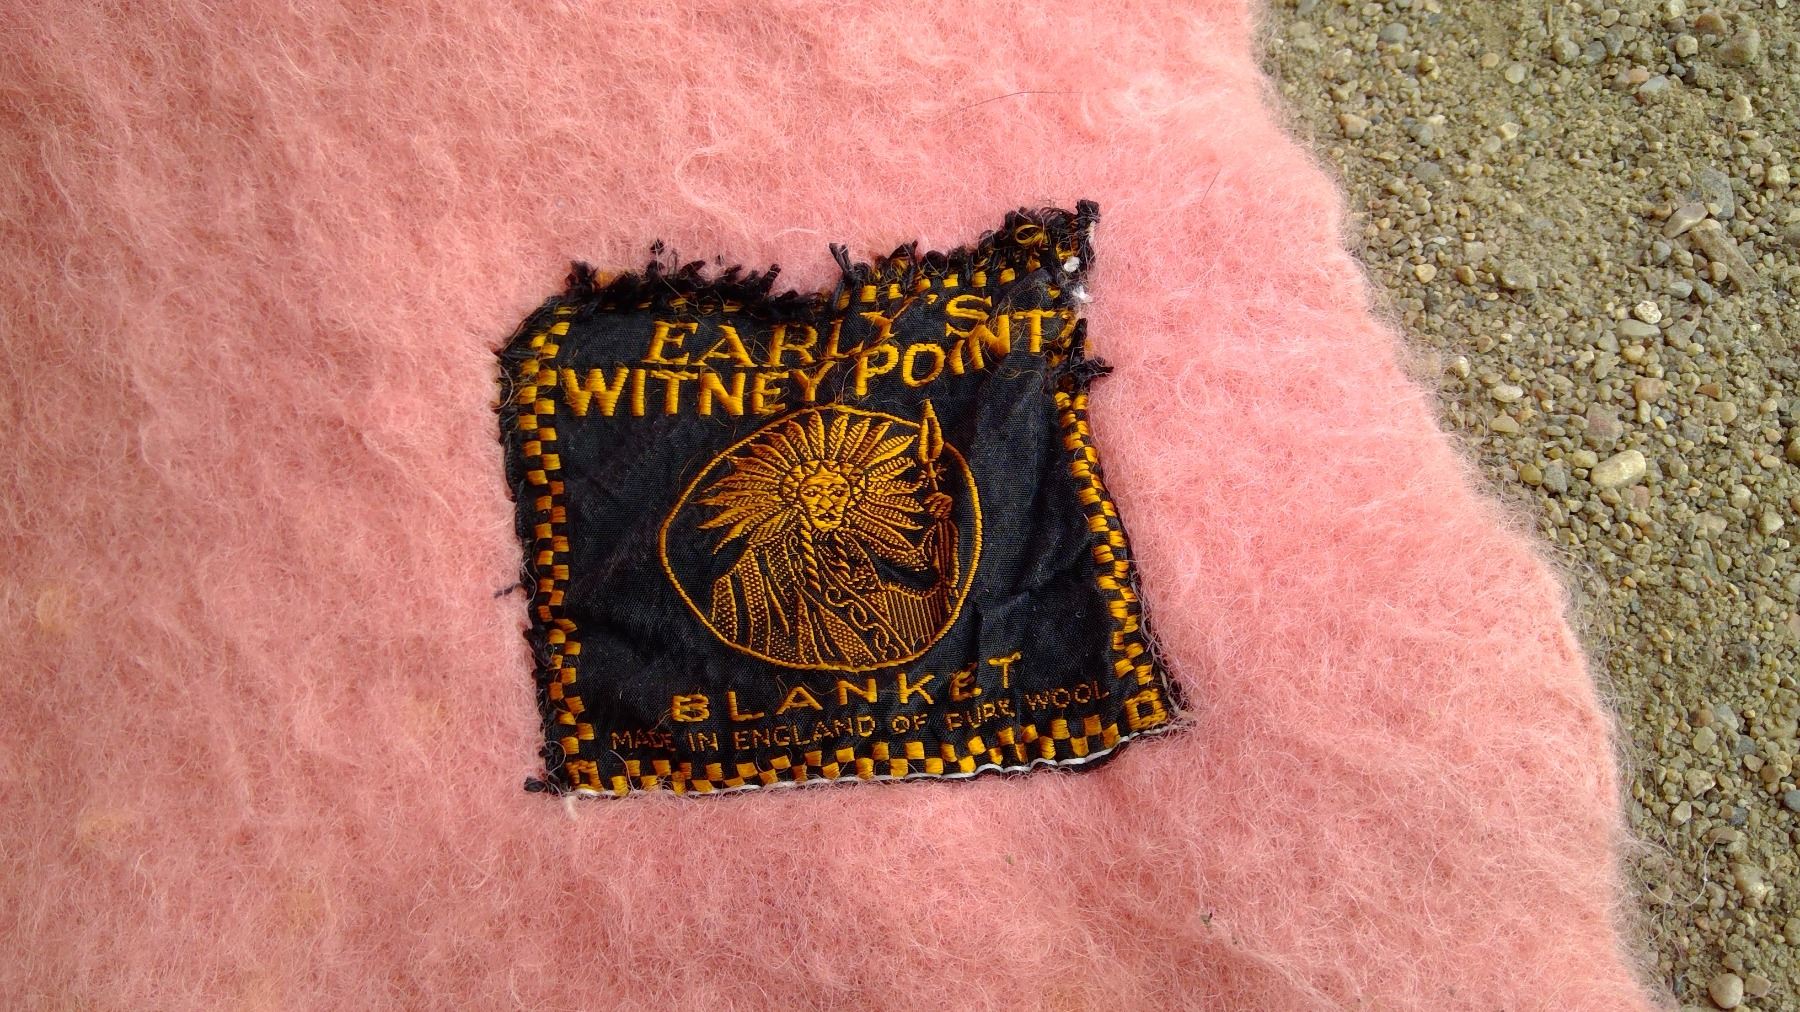 EARLY'S
WITNEY POINT
BLANKET
MADE IN ENGLAND OF PURE WOOL